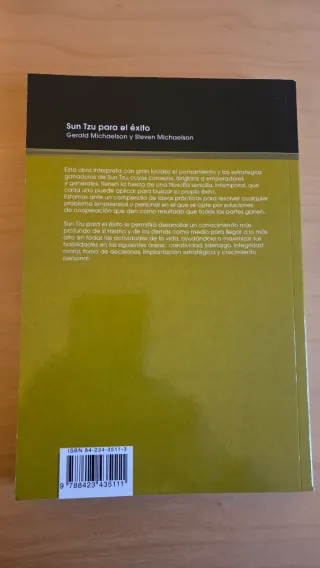 Sun Tzu para el éxito
Gerald Michaelson y Steven Michaelson
Esta obra interpreta con gran lucidez el pensamiento y las estrategias
ganadoras de Sun Tzu cuyos consejos, dirigidos a emperadores
y generales, tienen la fuerza de una filosofía sencilla, intemporal, que
cada uno puede aplicar para buscar su propio éxito.
Estamos ante un compendio de ideas prácticas para resolver cualquier
problema empresarial o personal en el que se opte por soluciones
de cooperación que den como resultado que todas las partes ganen.
Sun Tzu para el Éxito le permitirá desarrollar un conocimiento más
profundo de sí mismo y de los demás como medio para llegar a lo más
alto en todas las actividades de la vida, ayudándole a maximizar sus
habilidades en las siguientes áreas: creatividad, liderazgo, integridad
moral, toma de decisiones, implantación estratégica y crecimiento
personal.
ISBN 84-234-3511-3
9 788423 435111